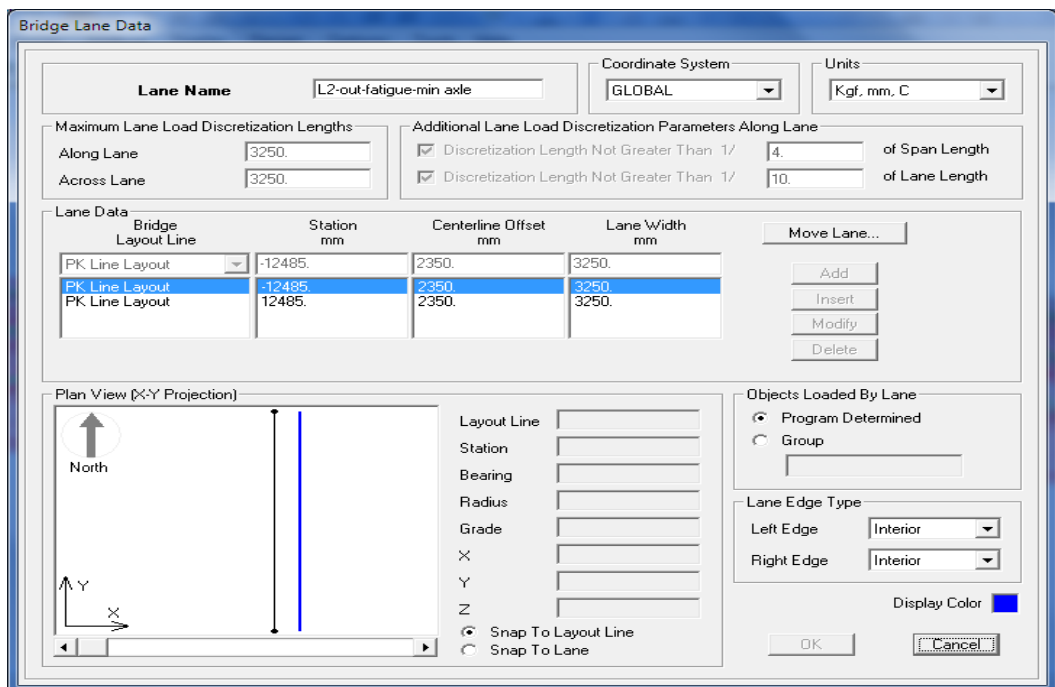 Bridge Lane Data
Lane Name L2-out-fatigue-min axle
Coordinate System
GLOBAL
Units
Kgf, mm, C
Maximum Lane Load Discretization Lengths
Along Lane 3250.
Across Lane 3250.
Additional Lane Load Discretization Parameters Along Lane
Discretization Length Not Greater Than 1/ 4. of Span Length
Discretization Length Not Greater Than 1/ 10. of Lane Length
Lane Data
Bridge Layout Line Station mm Centerline Offset mm Lane Width mm
PK Line Layout -12485. 2350. 3250.
PK Line Layout -12485. 2350. 3250.
PK Line Layout 12485. 2350. 3250.
Move Lane...
Add
Insert
Modify
Delete
Plan View (X-Y Projection)
North
Y
X
Layout Line
Station
Bearing
Radius
Grade
X
Y
Z
Snap To Layout Line
Snap To Lane
Objects Loaded By Lane
Program Determined
Group
Lane Edge Type
Left Edge Interior
Right Edge Interior
Display Color
OK
Cancel